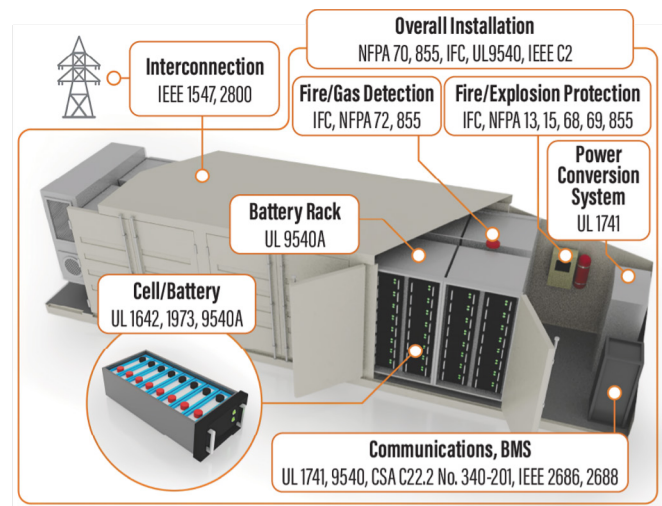 Overall Installation
NFPA 70, 855, IFC, UL9540, IEEE C2
Interconnection
IEEE 1547, 2800
Fire/Gas Detection
IFC, NFPA 72, 855
Fire/Explosion Protection
IFC, NFPA 13, 15, 68, 69, 855
Power
Conversion
System
UL 1741
Battery Rack
UL 9540A
Cell/Battery
UL 1642, 1973, 9540A
Communications, BMS
UL 1741, 9540, CSA C22.2 No. 340-201, IEEE 2686, 2688